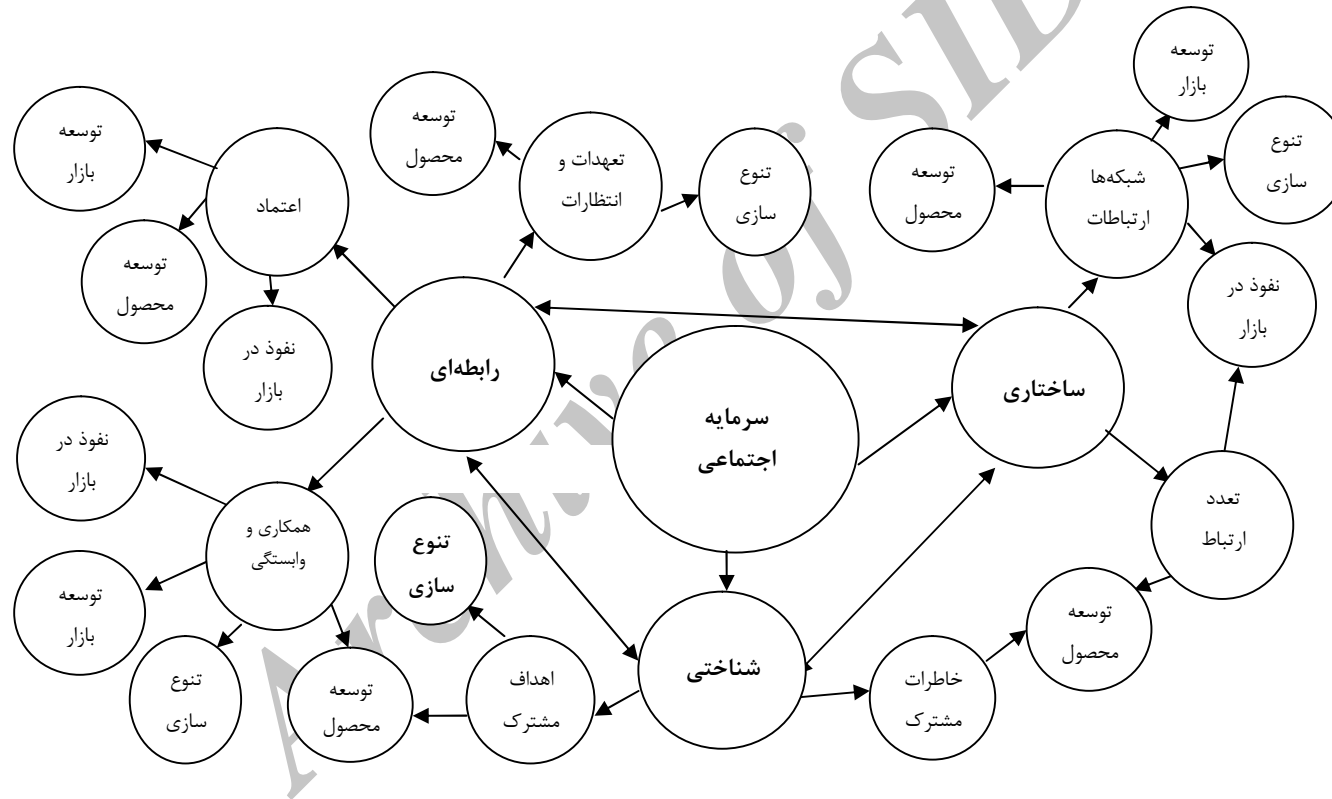 توسعه
بازار
تنوع
سازی
شبکه‌ها
ارتباطات
توسعه
محصول
نفوذ در
بازار
تنوع
سازی
تعهدات و
انتظارات
توسعه
محصول
اعتماد
توسعه
بازار
توسعه
محصول
نفوذ در
بازار
ساختاری
سرمایه
اجتماعی
رابطه‌ای
تعدد
ارتباط
توسعه
محصول
خاطرات
مشترک
شناختی
اهداف
مشترک
تنوع
سازی
توسعه
محصول
همکاری و
وابستگی
نفوذ در
بازار
توسعه
بازار
تنوع
سازی
Archive of SID